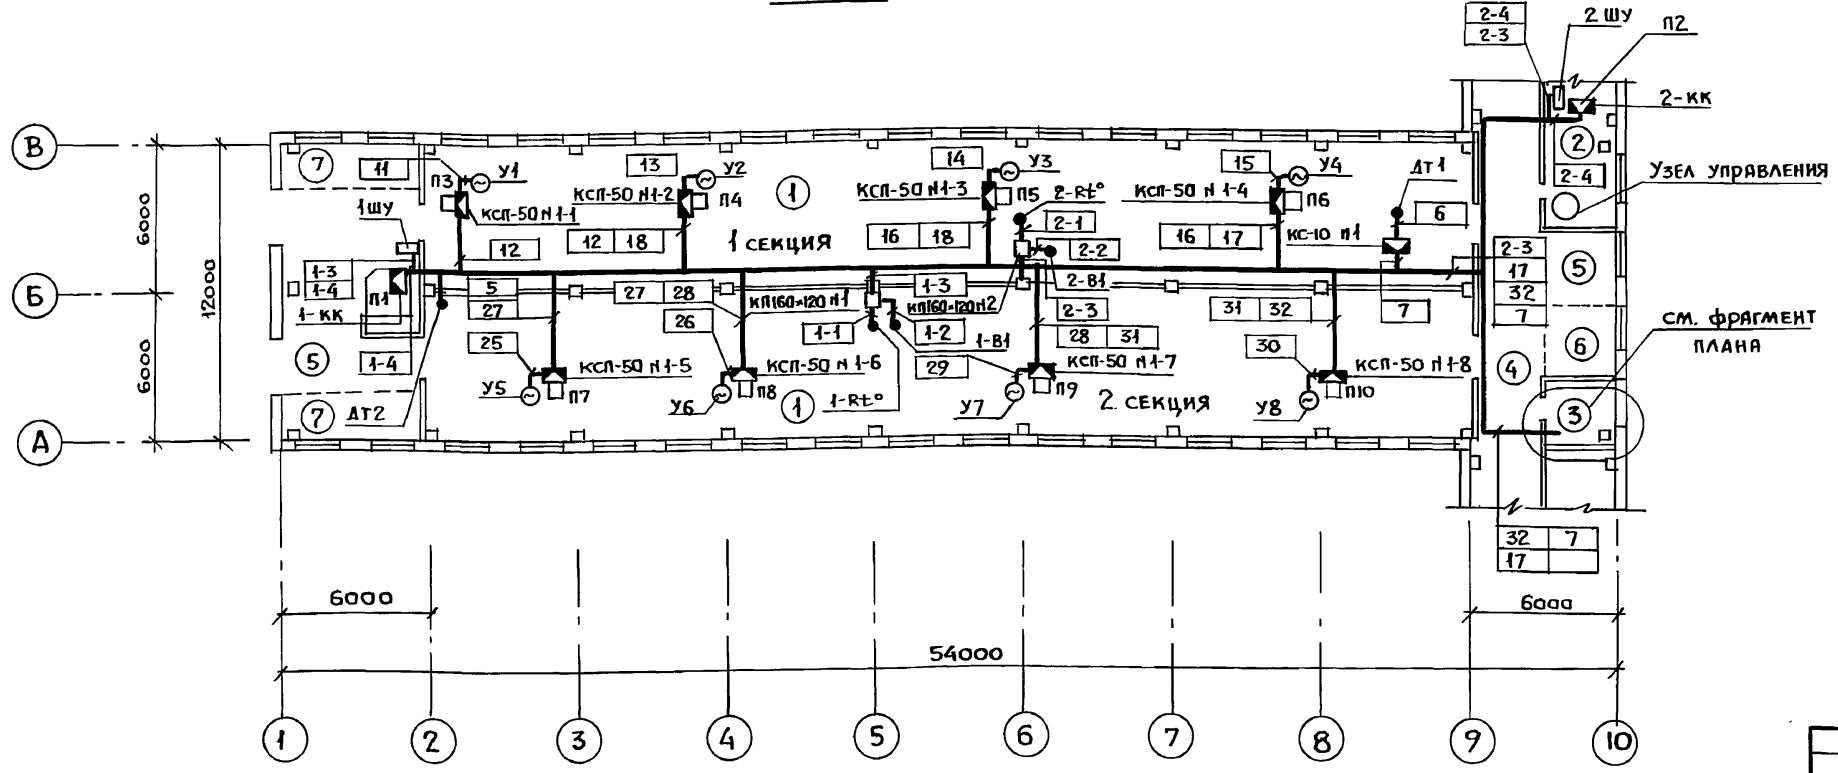 2-4
2-3
2 ШУ
П2
2-КК
2
2-4
УЗЕЛ УПРАВЛЕНИЯ
В
Б
А
6000
6000
12000
7
11
П3
У1
КСП-50 N1-1
12
13
У2
КСП-50 N1-2
П4
12 18
1
1 СЕКЦИЯ
14
У3
КСП-50 N1-3
П5
16 18
2-Rt°
2-1
2-2
2-В1
15
У4
КСП-50 N 1-4
П6
16 17
ДТ 1
6
КС-10 П1
7
1ШУ
1-3
1-4
П1
1-КК
1-4
5
7
ДТ2
5
27
25
У5
КСП-50 N 1-5
П7
27 28
26
КП160×120 N1
КСП-50 N 1-6
У6
П8
1
1-1
1-3
1-2
1-В1
1-Rt°
КП160×120 N2
2-3
28 31
29
КСП-50 N 1-7
У7
П9
2 СЕКЦИЯ
31 32
30
КСП-50 N 1-8
У8
П10
2-3
17
32
7
5
6
4
3
СМ. ФРАГМЕНТ
ПЛАНА
32 7
17
6000
6000
54000
1
2
3
4
5
6
7
8
9
10